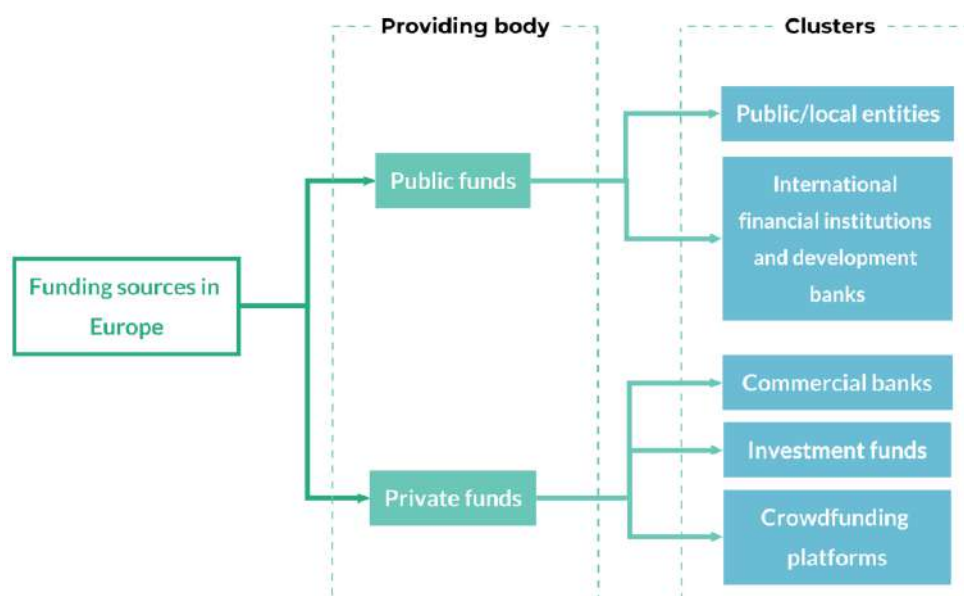 Providing body
Clusters
Public/local entities
Public funds
International
financial institutions
and development
banks
Funding sources in
Europe
Commercial banks
Investment funds
Private funds
Crowdfunding
platforms